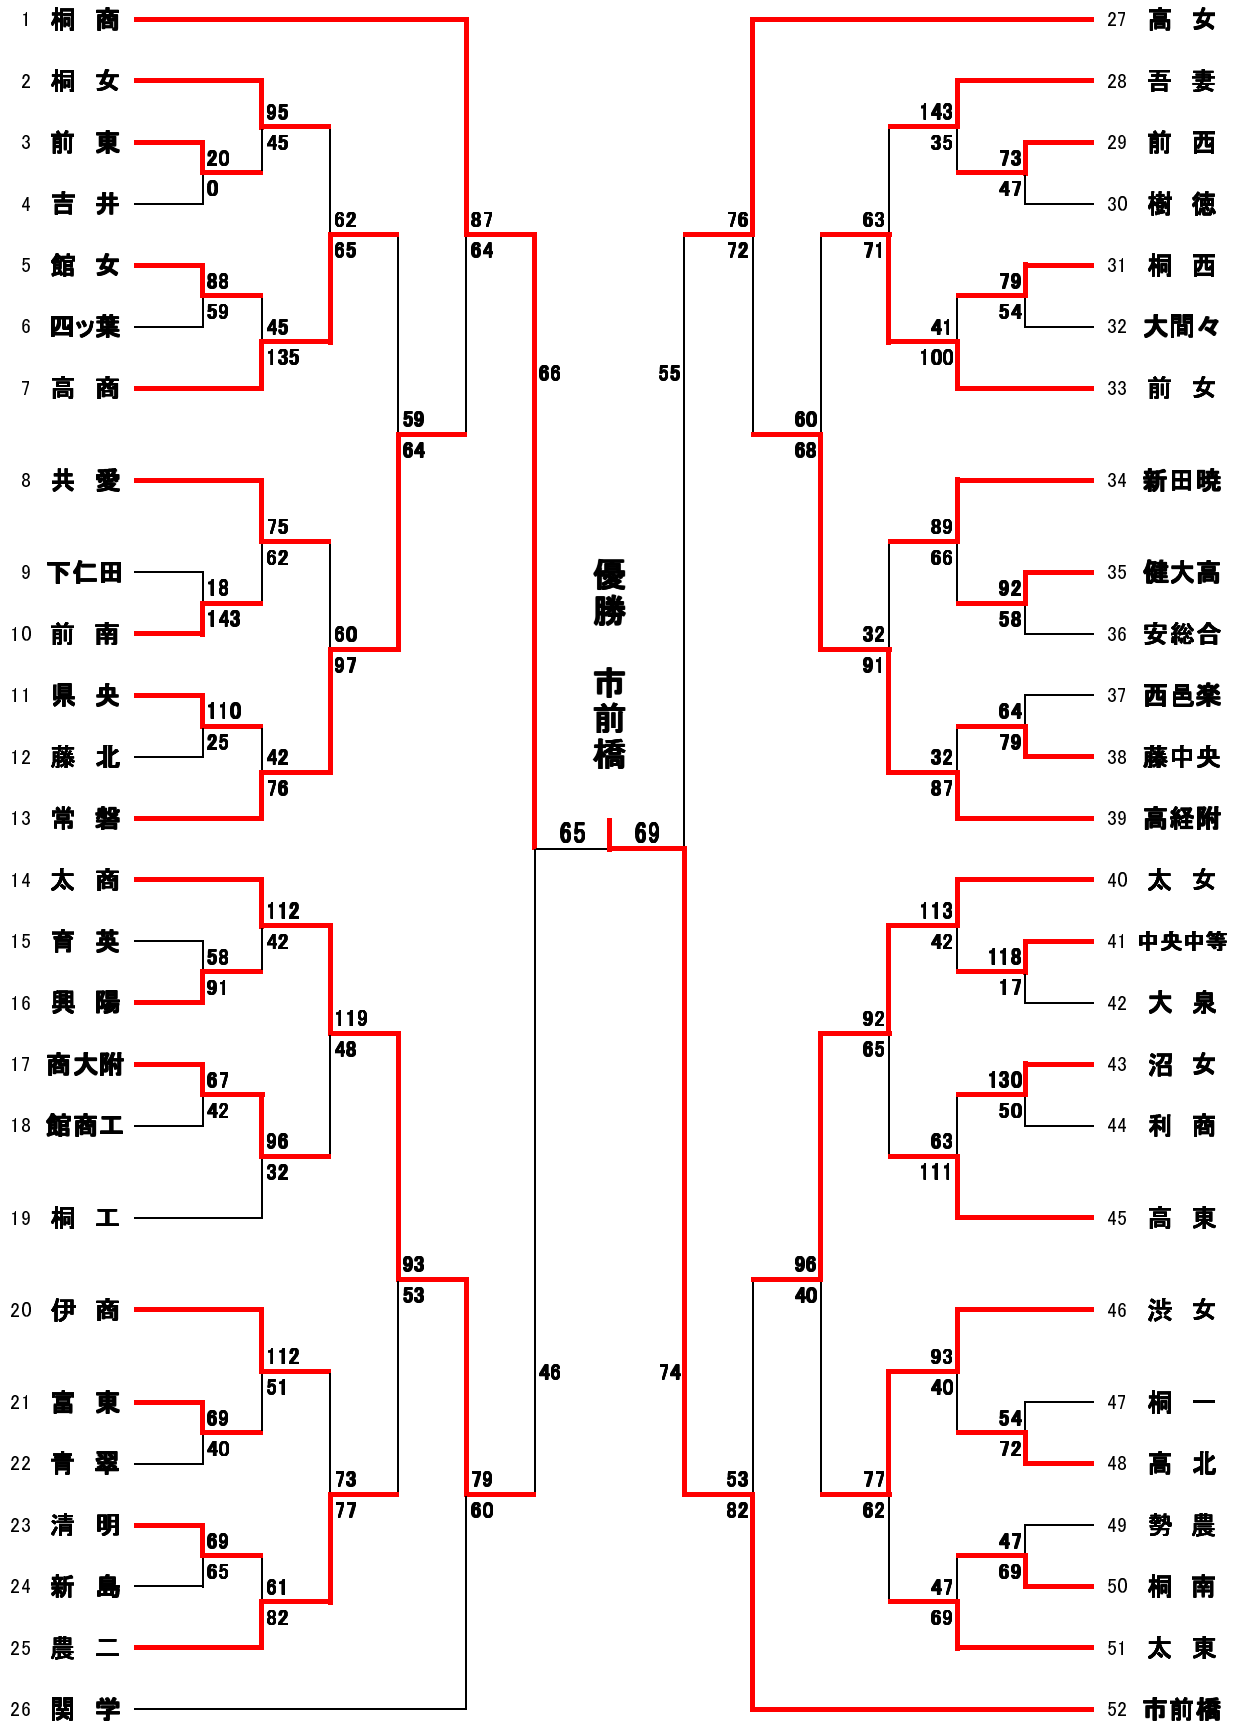 1 桐商
2 桐女
3 前東
4 吉井
5 館女
6 四ッ葉
7 高商
8 共愛
9 下仁田
10 前南
11 県央
12 藤北
13 常磐
14 太商
15 育英
16 興陽
17 商大附
18 館商工
19 桐工
20 伊商
21 富東
22 青翠
23 清明
24 新島
25 農二
26 関学
20
0
88
59
18
143
110
25
58
91
67
42
69
40
69
65
95
45
45
135
75
62
42
76
112
42
96
32
112
51
61
82
62
65
60
97
119
48
73
77
59
64
93
53
87
64
79
60
66
46
65
優勝 市前橋
69
55
74
76
72
53
82
60
68
96
40
63
71
32
91
92
65
77
62
143
35
41
100
89
66
32
87
113
42
63
111
93
40
47
69
73
47
79
54
92
58
64
79
118
17
130
50
54
72
47
69
27 高女
28 吾妻
29 前西
30 樹徳
31 桐西
32 大間々
33 前女
34 新田暁
35 健大高
36 安総合
37 西邑楽
38 藤中央
39 高経附
40 太女
41 中央中等
42 大泉
43 沼女
44 利商
45 高東
46 渋女
47 桐一
48 高北
49 勢農
50 桐南
51 太東
52 市前橋